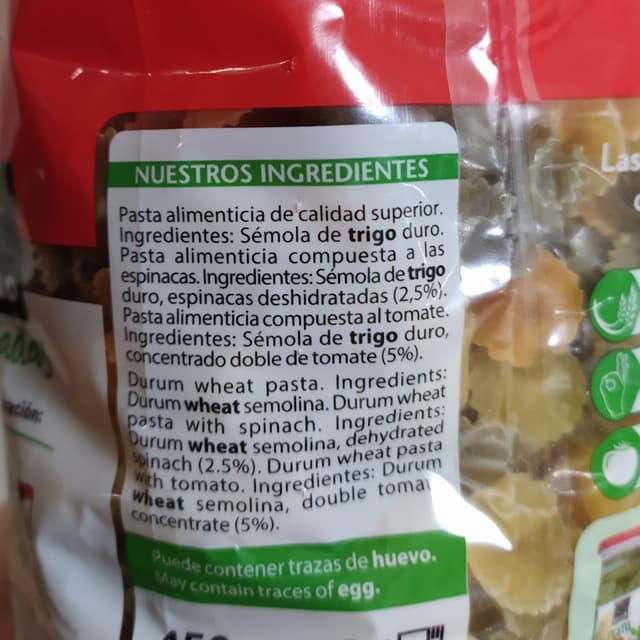 NUESTROS INGREDIENTES
Pasta alimenticia de calidad superior.
Ingredientes: Sémola de trigo duro.
Pasta alimenticia compuesta a las
espinacas. Ingredientes: Sémola de trigo
duro, espinacas deshidratadas (2,5%).
Pasta alimenticia compuesta al tomate.
Ingredientes: Sémola de trigo duro,
concentrado doble de tomate (5%).
Durum wheat pasta. Ingredients:
Durum wheat semolina. Durum wheat
pasta with spinach. Ingredients:
Durum wheat semolina, dehydrated
spinach (2.5%). Durum wheat pasta
with tomato. Ingredientes: Durum
wheat semolina, double
concentrate (5%).
Puede contener trazas de huevo.
May contain traces of egg.
Las